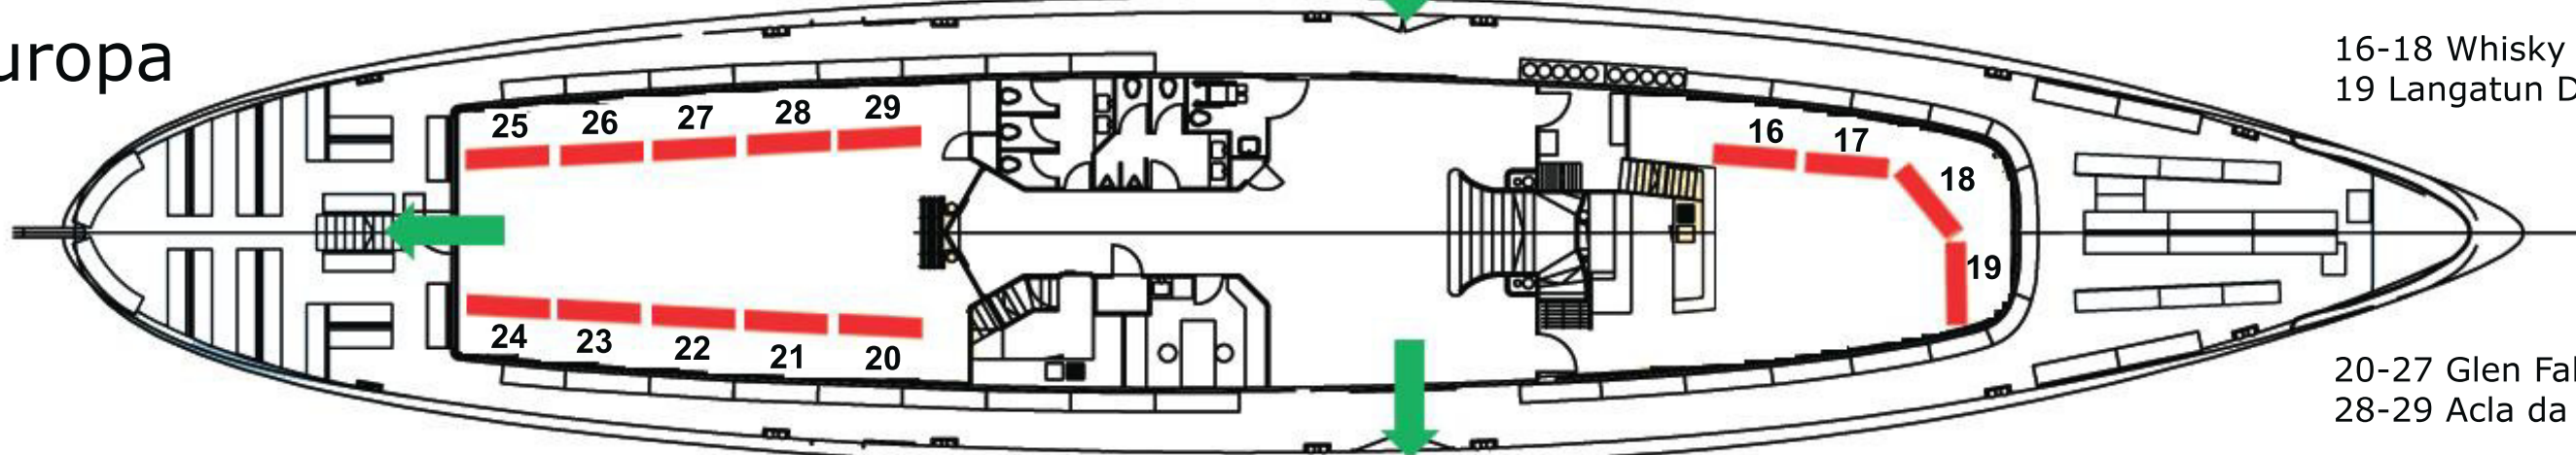 uropa
25 26 27 28 29
24 23 22 21 20
16 17 18 19
16-18 Whisky
19 Langatun D
20-27 Glen Fal
28-29 Acla da